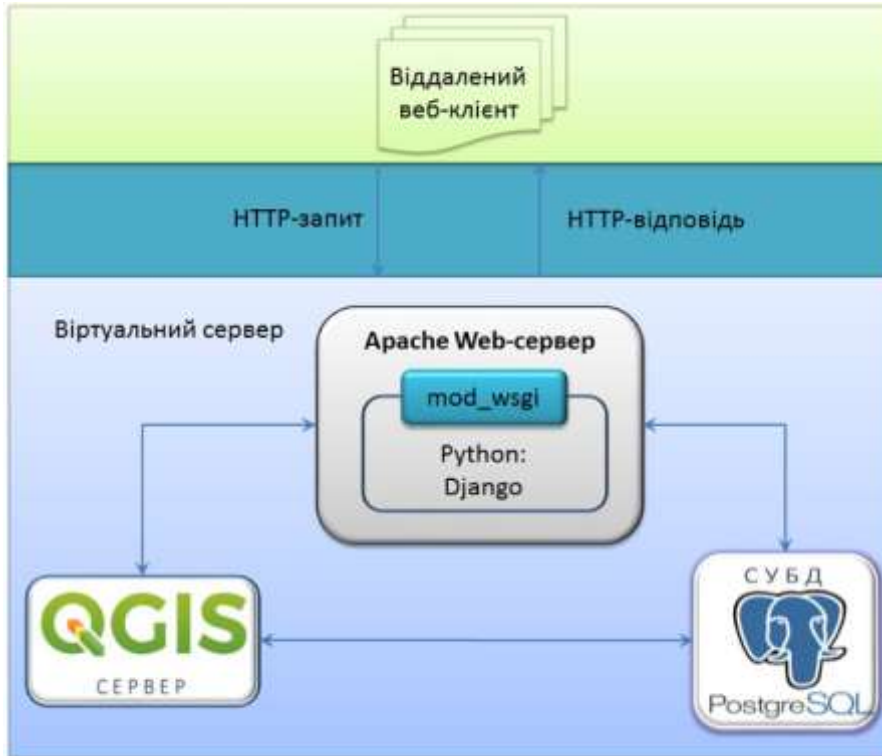 Віддалений
веб-клієнт
HTTP-запит
HTTP-відповідь
Віртуальний сервер
Apache Web-сервер
mod_wsgi
Python:
Django
QGIS
СЕРВЕР
СУБД
PostgreSQL